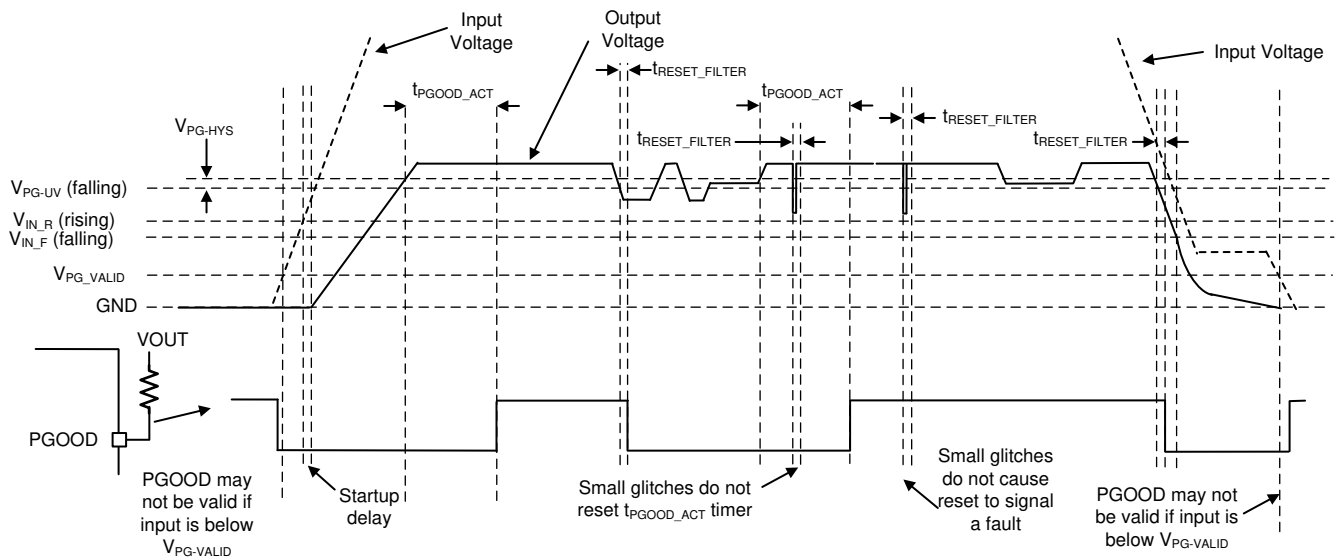 Input
Voltage
Output
Voltage
Input Voltage
tRESET_FILTER
tPGOOD_ACT
tPGOOD_ACT
tRESET_FILTER
tRESET_FILTER
tRESET_FILTER
VPG-HYS
VPG-UV (falling)
VIN_R (rising)
VIN_F (falling)
VPG_VALID
GND
VOUT
PGOOD
PGOOD may
not be valid if
input is below
VPG-VALID
Startup
delay
Small glitches do not
reset tPGOOD_ACT timer
Small glitches
do not cause
reset to signal
a fault
PGOOD may not
be valid if input is
below VPG-VALID